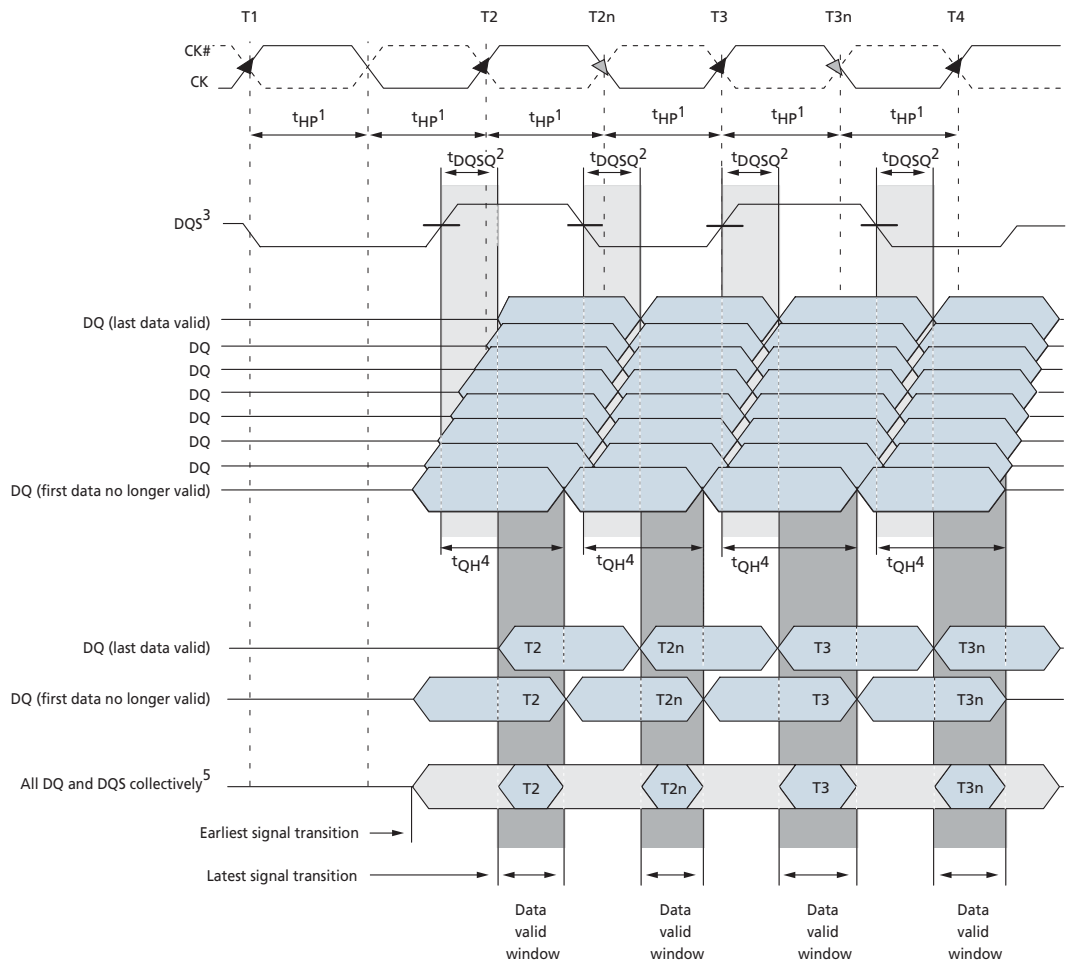 T1 T2 T2n T3 T3n T4
CK#
CK
tHP1 tHP1 tHP1 tHP1 tHP1 tHP1
tDQSQ2 tDQSQ2 tDQSQ2 tDQSQ2
DQS3
DQ (last data valid)
DQ
DQ
DQ
DQ
DQ
DQ
DQ (first data no longer valid)
tQH4 tQH4 tQH4 tQH4
DQ (last data valid) T2 T2n T3 T3n
DQ (first data no longer valid) T2 T2n T3 T3n
All DQ and DQS collectively5 T2 T2n T3 T3n
Earliest signal transition
Latest signal transition
Data valid window
Data valid window
Data valid window
Data valid window